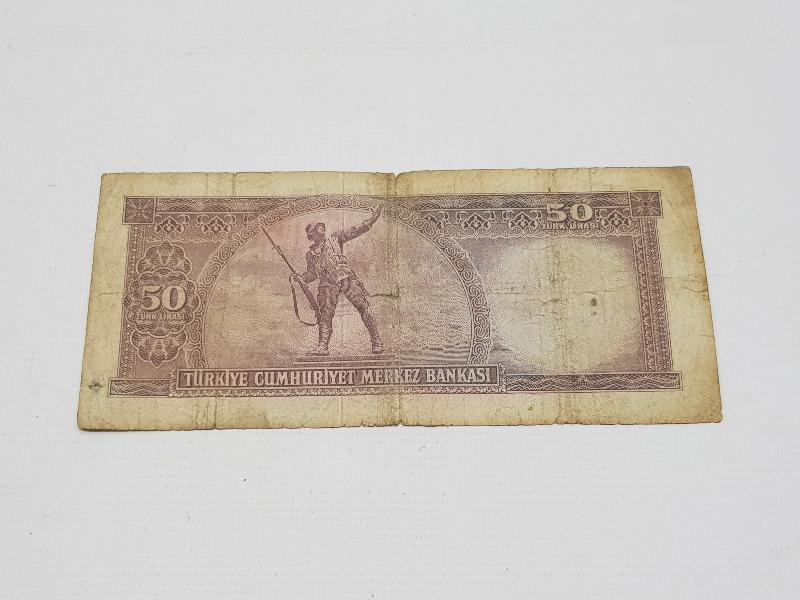 50
TÜRK LİRASI
50
TÜRK LİRASI
TÜRKİYE CUMHURİYET MERKEZ BANKASI